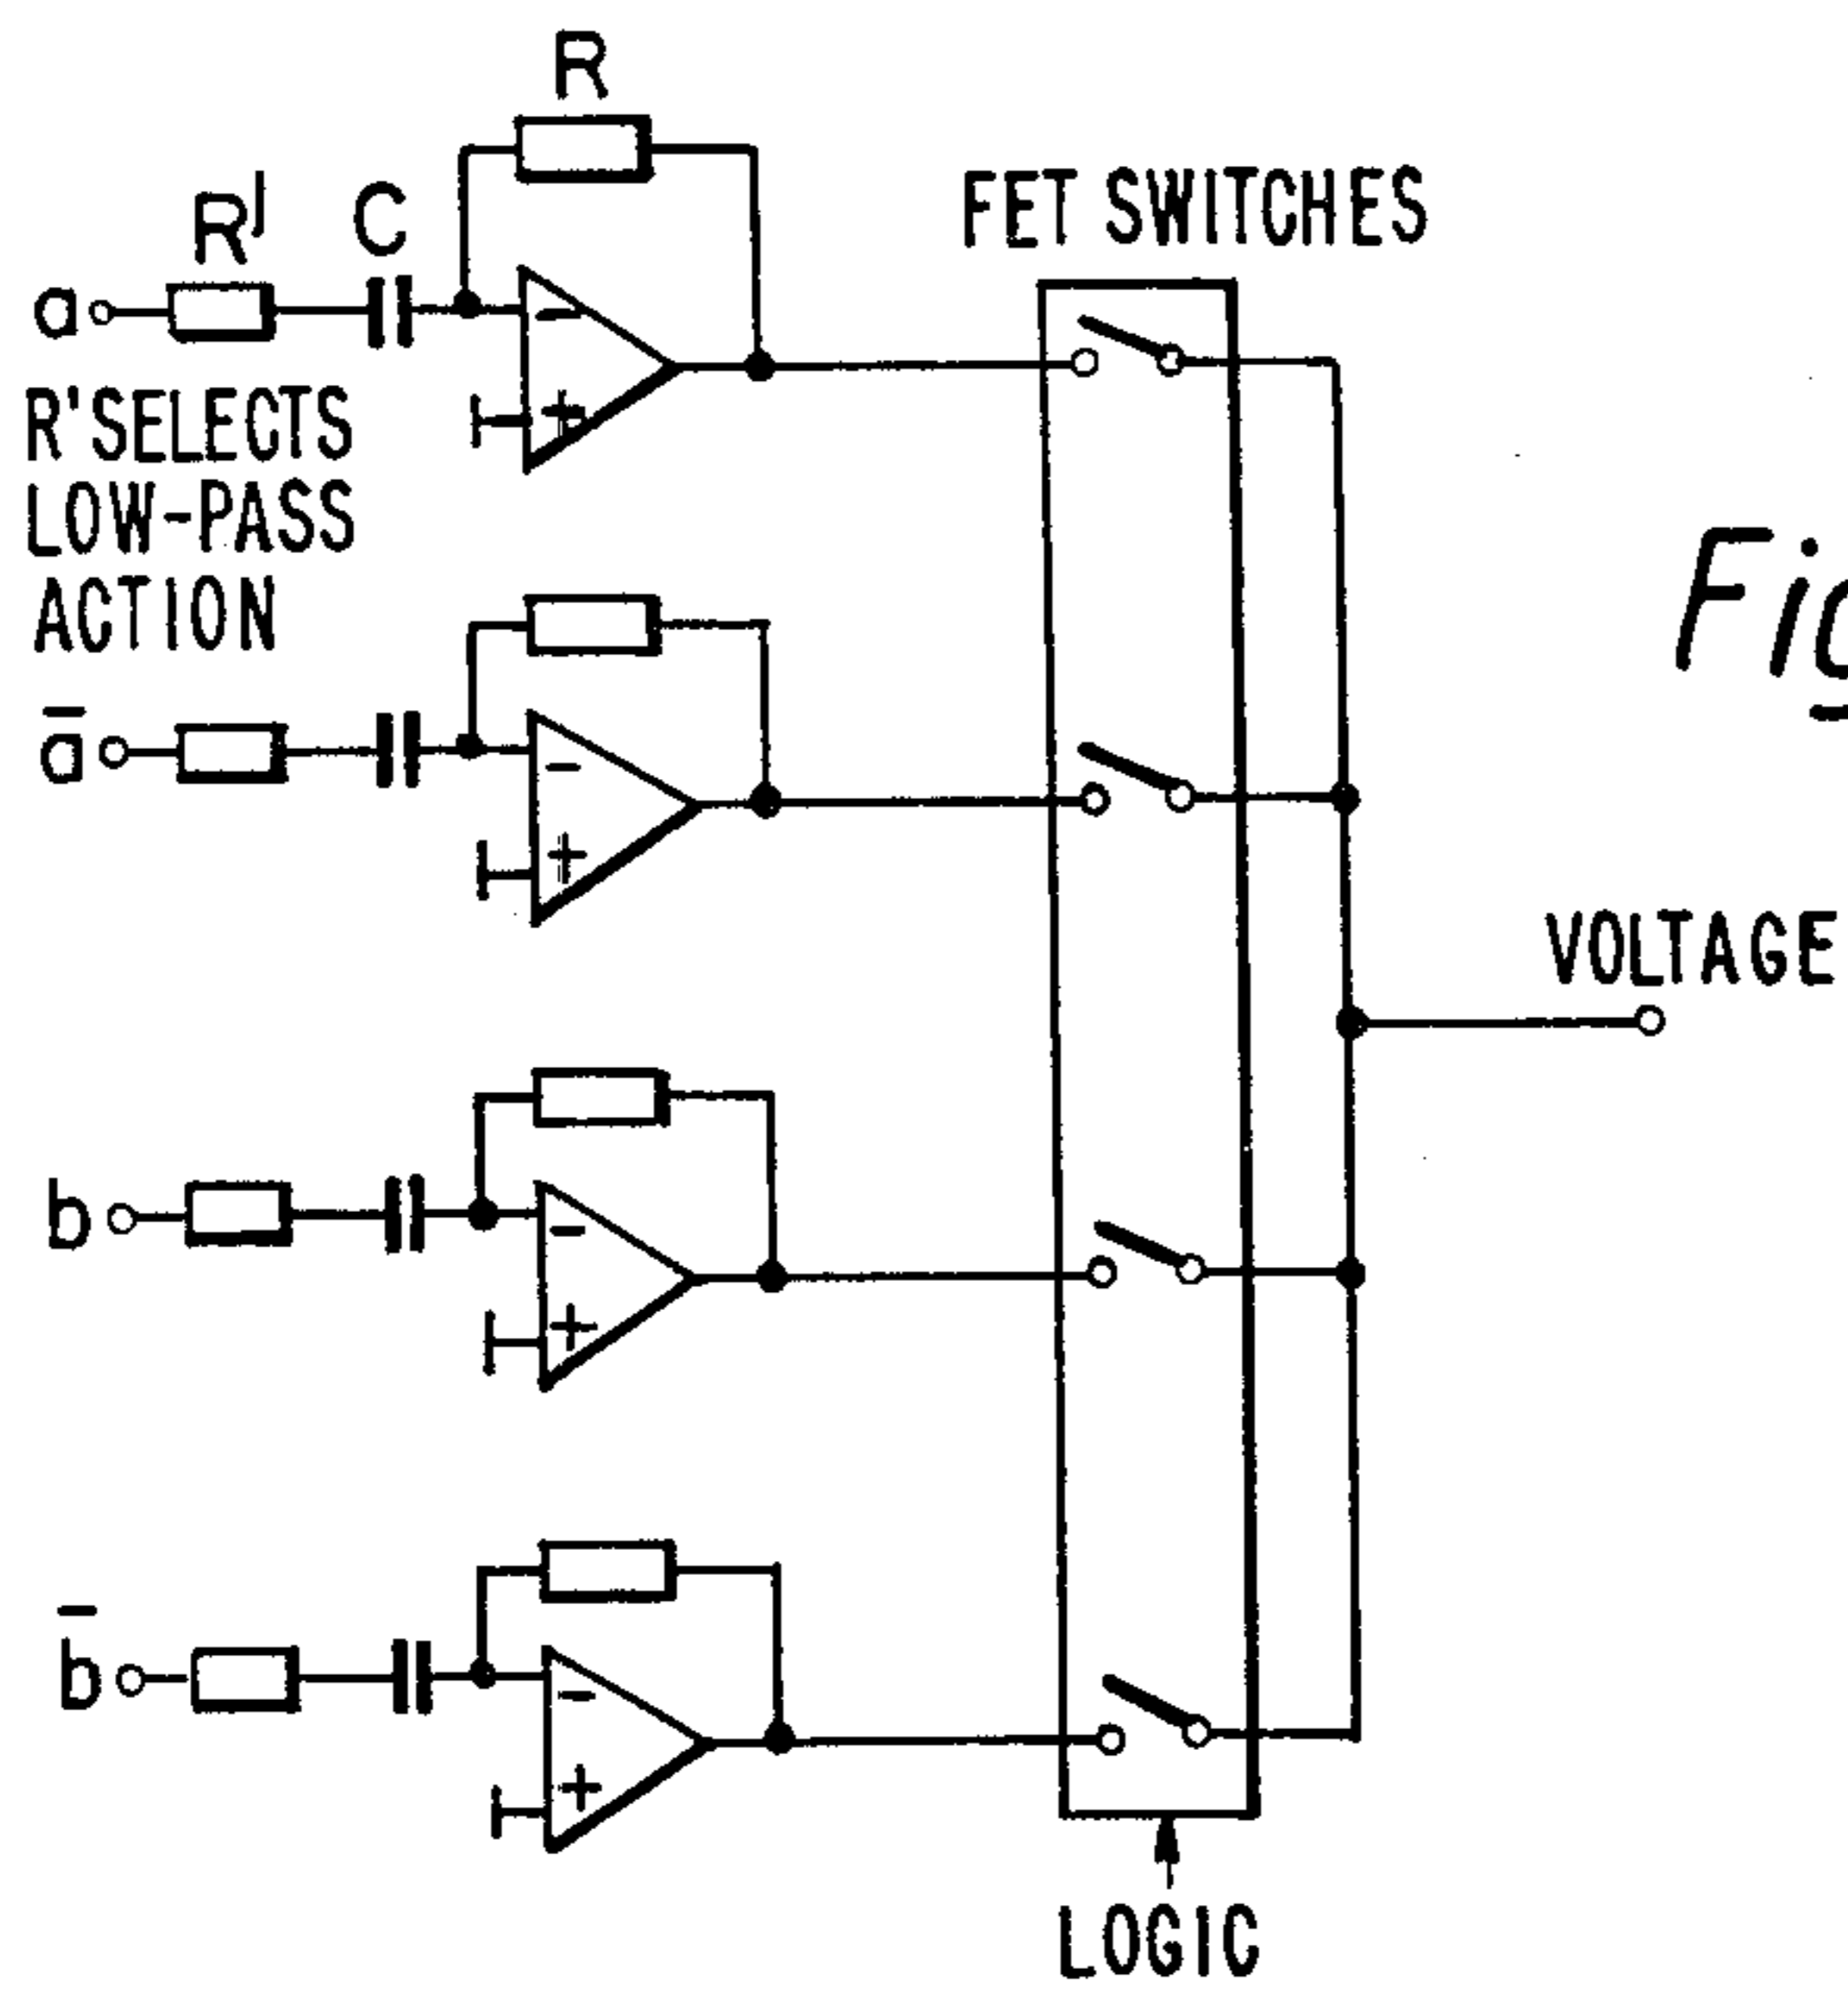 R
R' C
FET SWITCHES
a
R' SELECTS
LOW-PASS
ACTION
ā
VOLTAGE
b
b̄
LOGIC